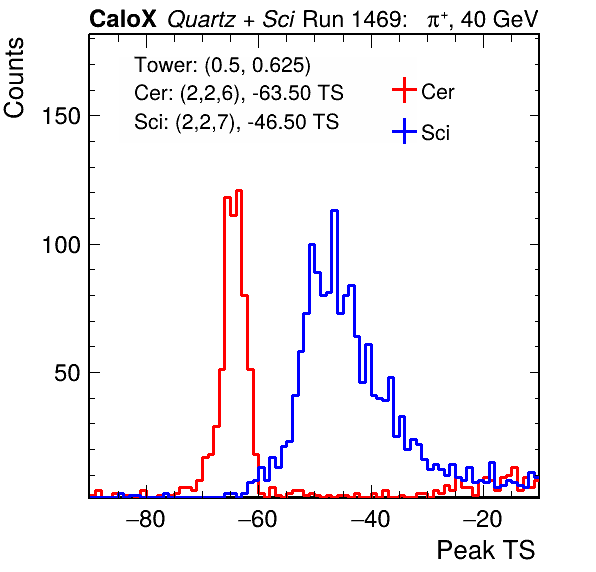 CaloX Quartz + Sci Run 1469: π+, 40 GeV
Counts
Tower: (0.5, 0.625)
Cer: (2,2,6), -63.50 TS
Sci: (2,2,7), -46.50 TS
Cer
Sci
150
100
50
−80 −60 −40 −20
Peak TS